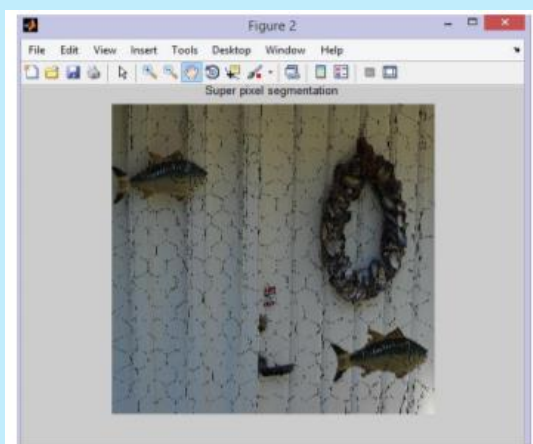 Figure 2
File Edit View Insert Tools Desktop Window Help
Super pixel segmentation